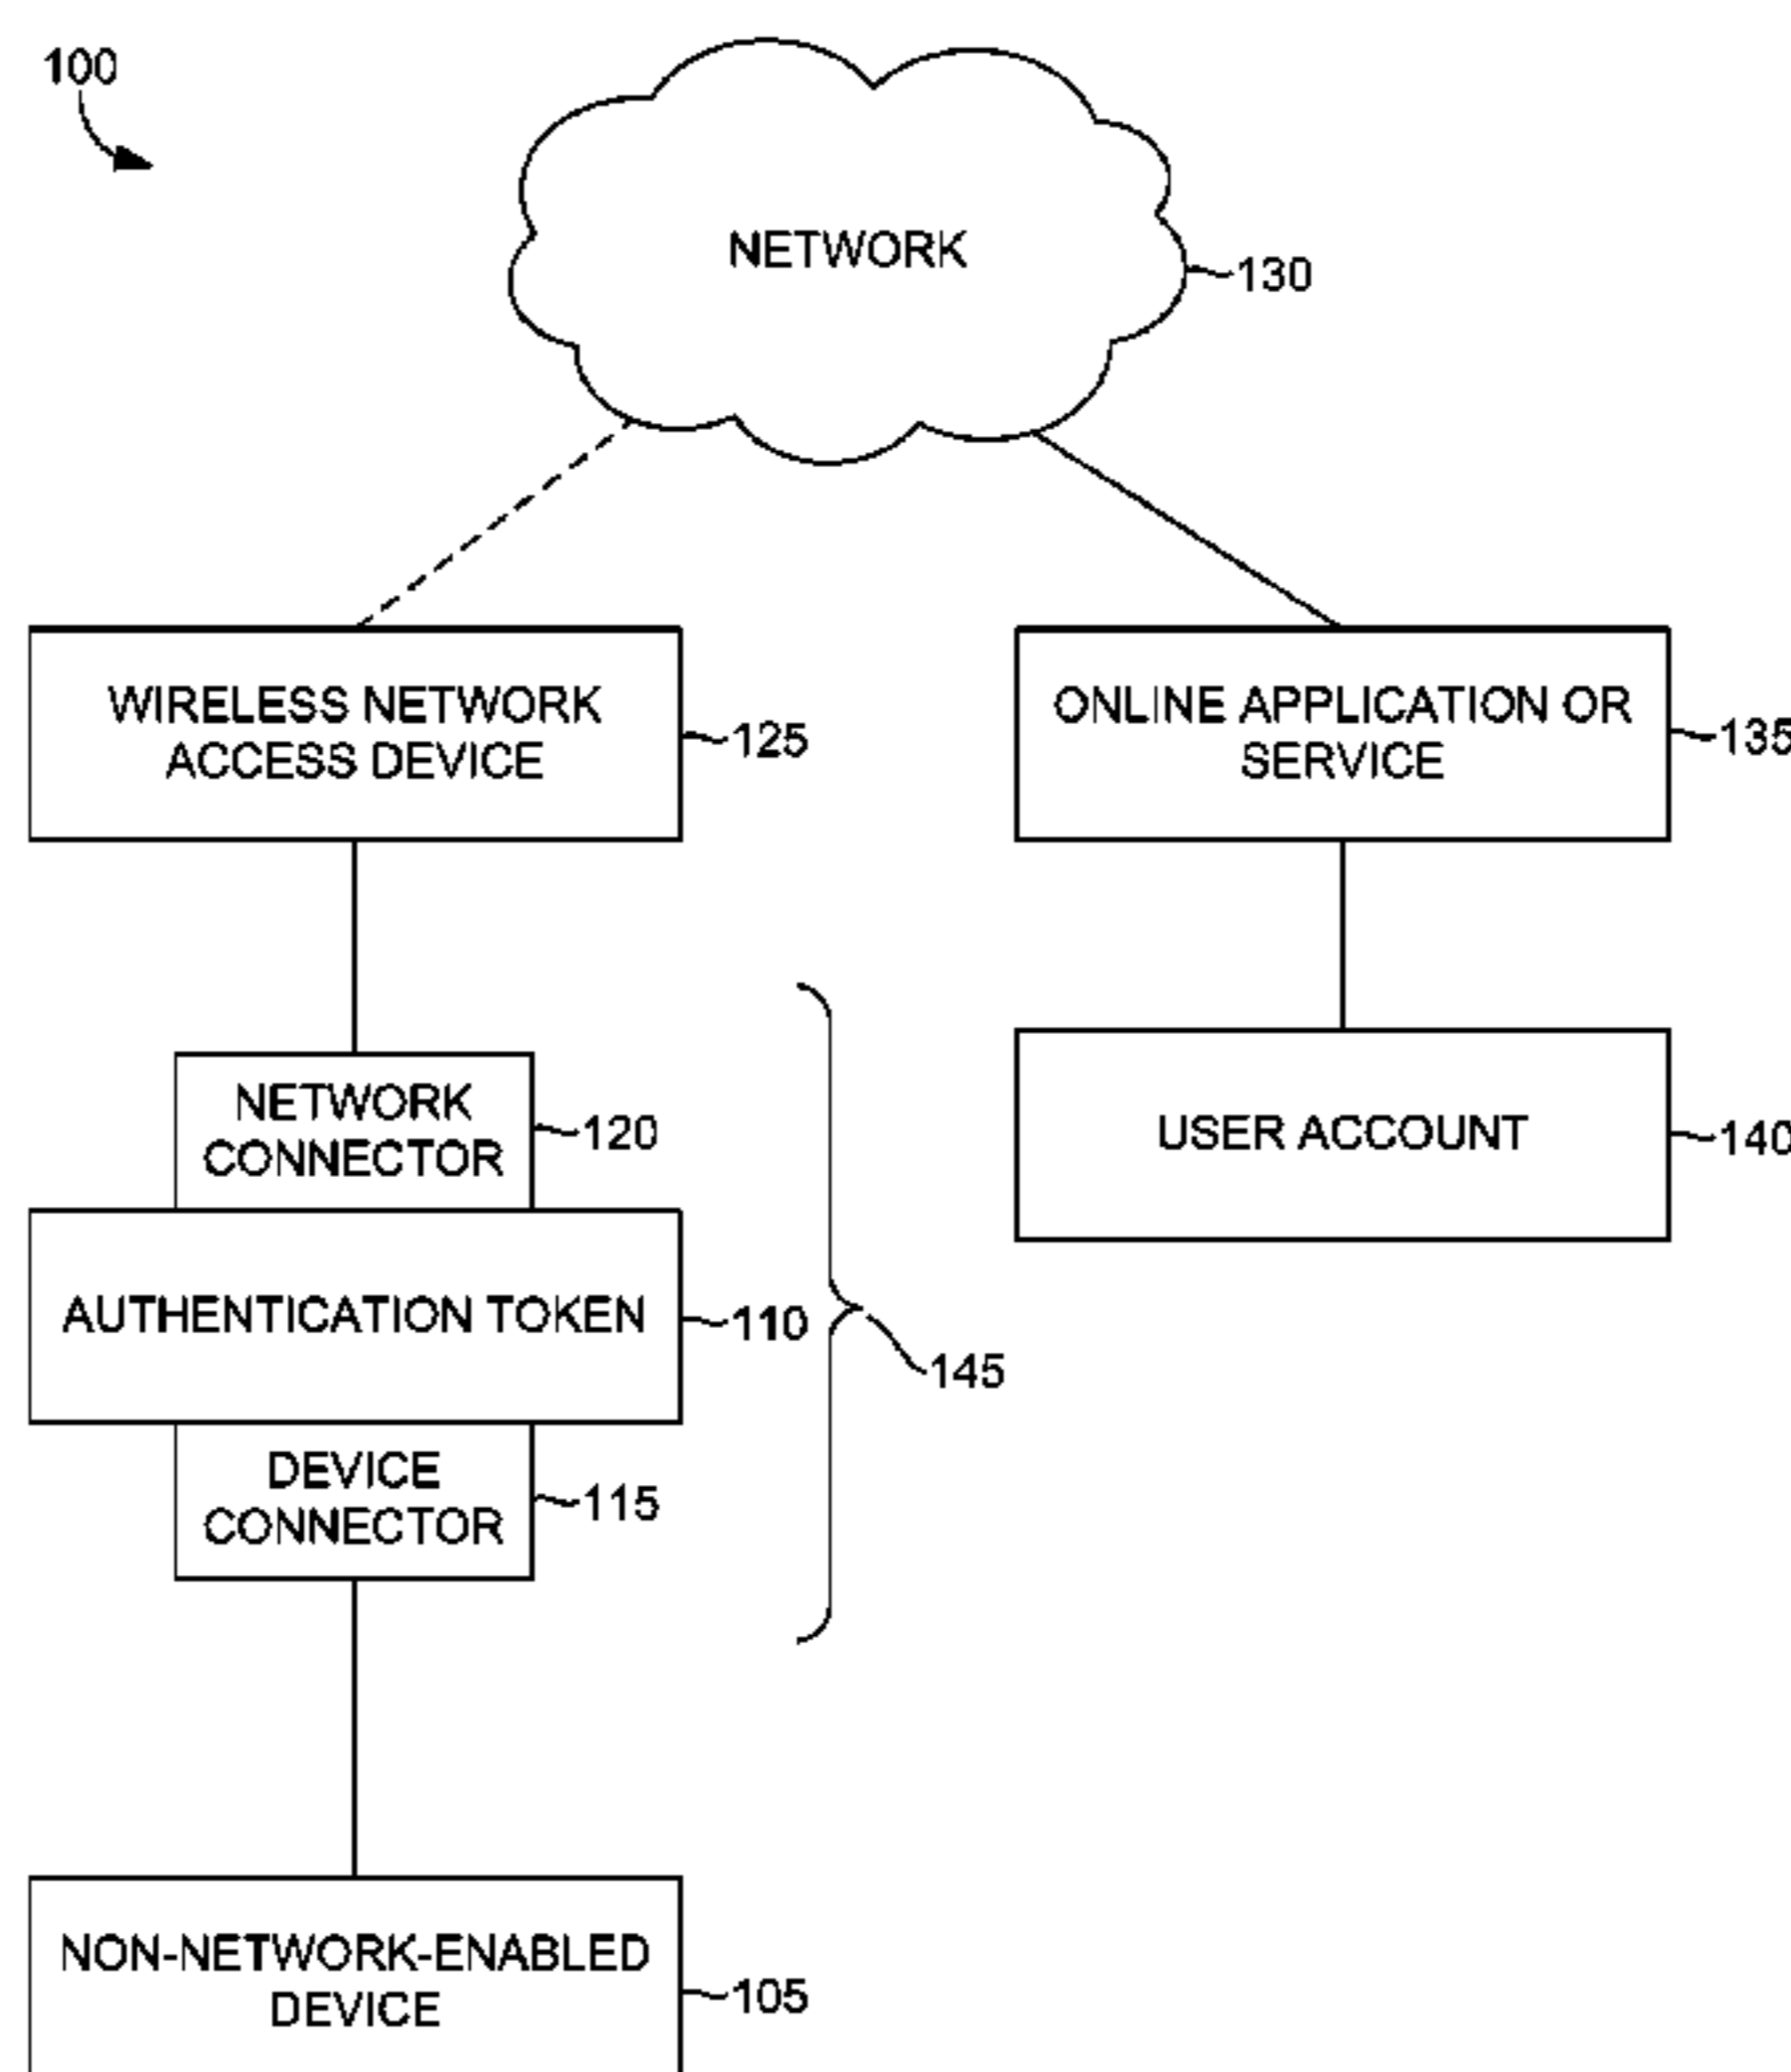 100
NETWORK
130
WIRELESS NETWORK
ACCESS DEVICE
125
ONLINE APPLICATION OR
SERVICE
135
NETWORK
CONNECTOR
120
USER ACCOUNT
140
AUTHENTICATION TOKEN
110
145
DEVICE
CONNECTOR
115
NON-NETWORK-ENABLED
DEVICE
105